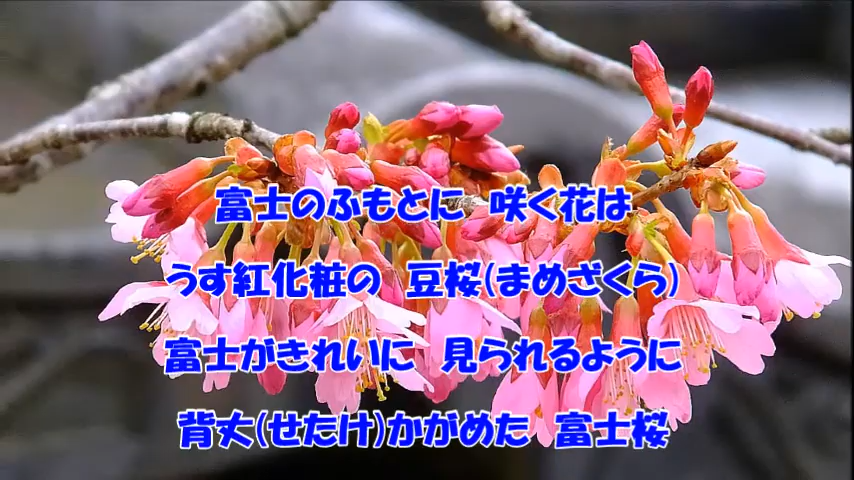 富士のふもとに　咲く花は
うす紅化粧の　豆桜(まめざくら)
富士がきれいに　見られるように
背丈(せたけ)かがめた　富士桜